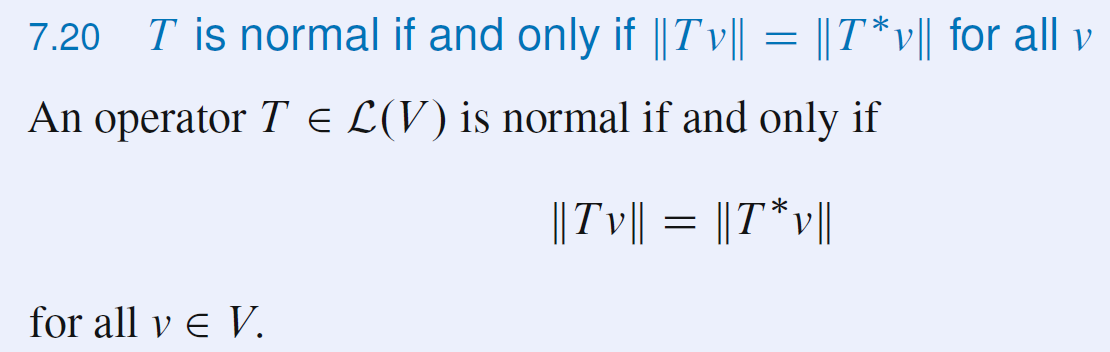 7.20 T is normal if and only if ‖Tv‖ = ‖T*v‖ for all v
An operator T ∈ ℒ(V) is normal if and only if
‖Tv‖ = ‖T*v‖
for all v ∈ V.